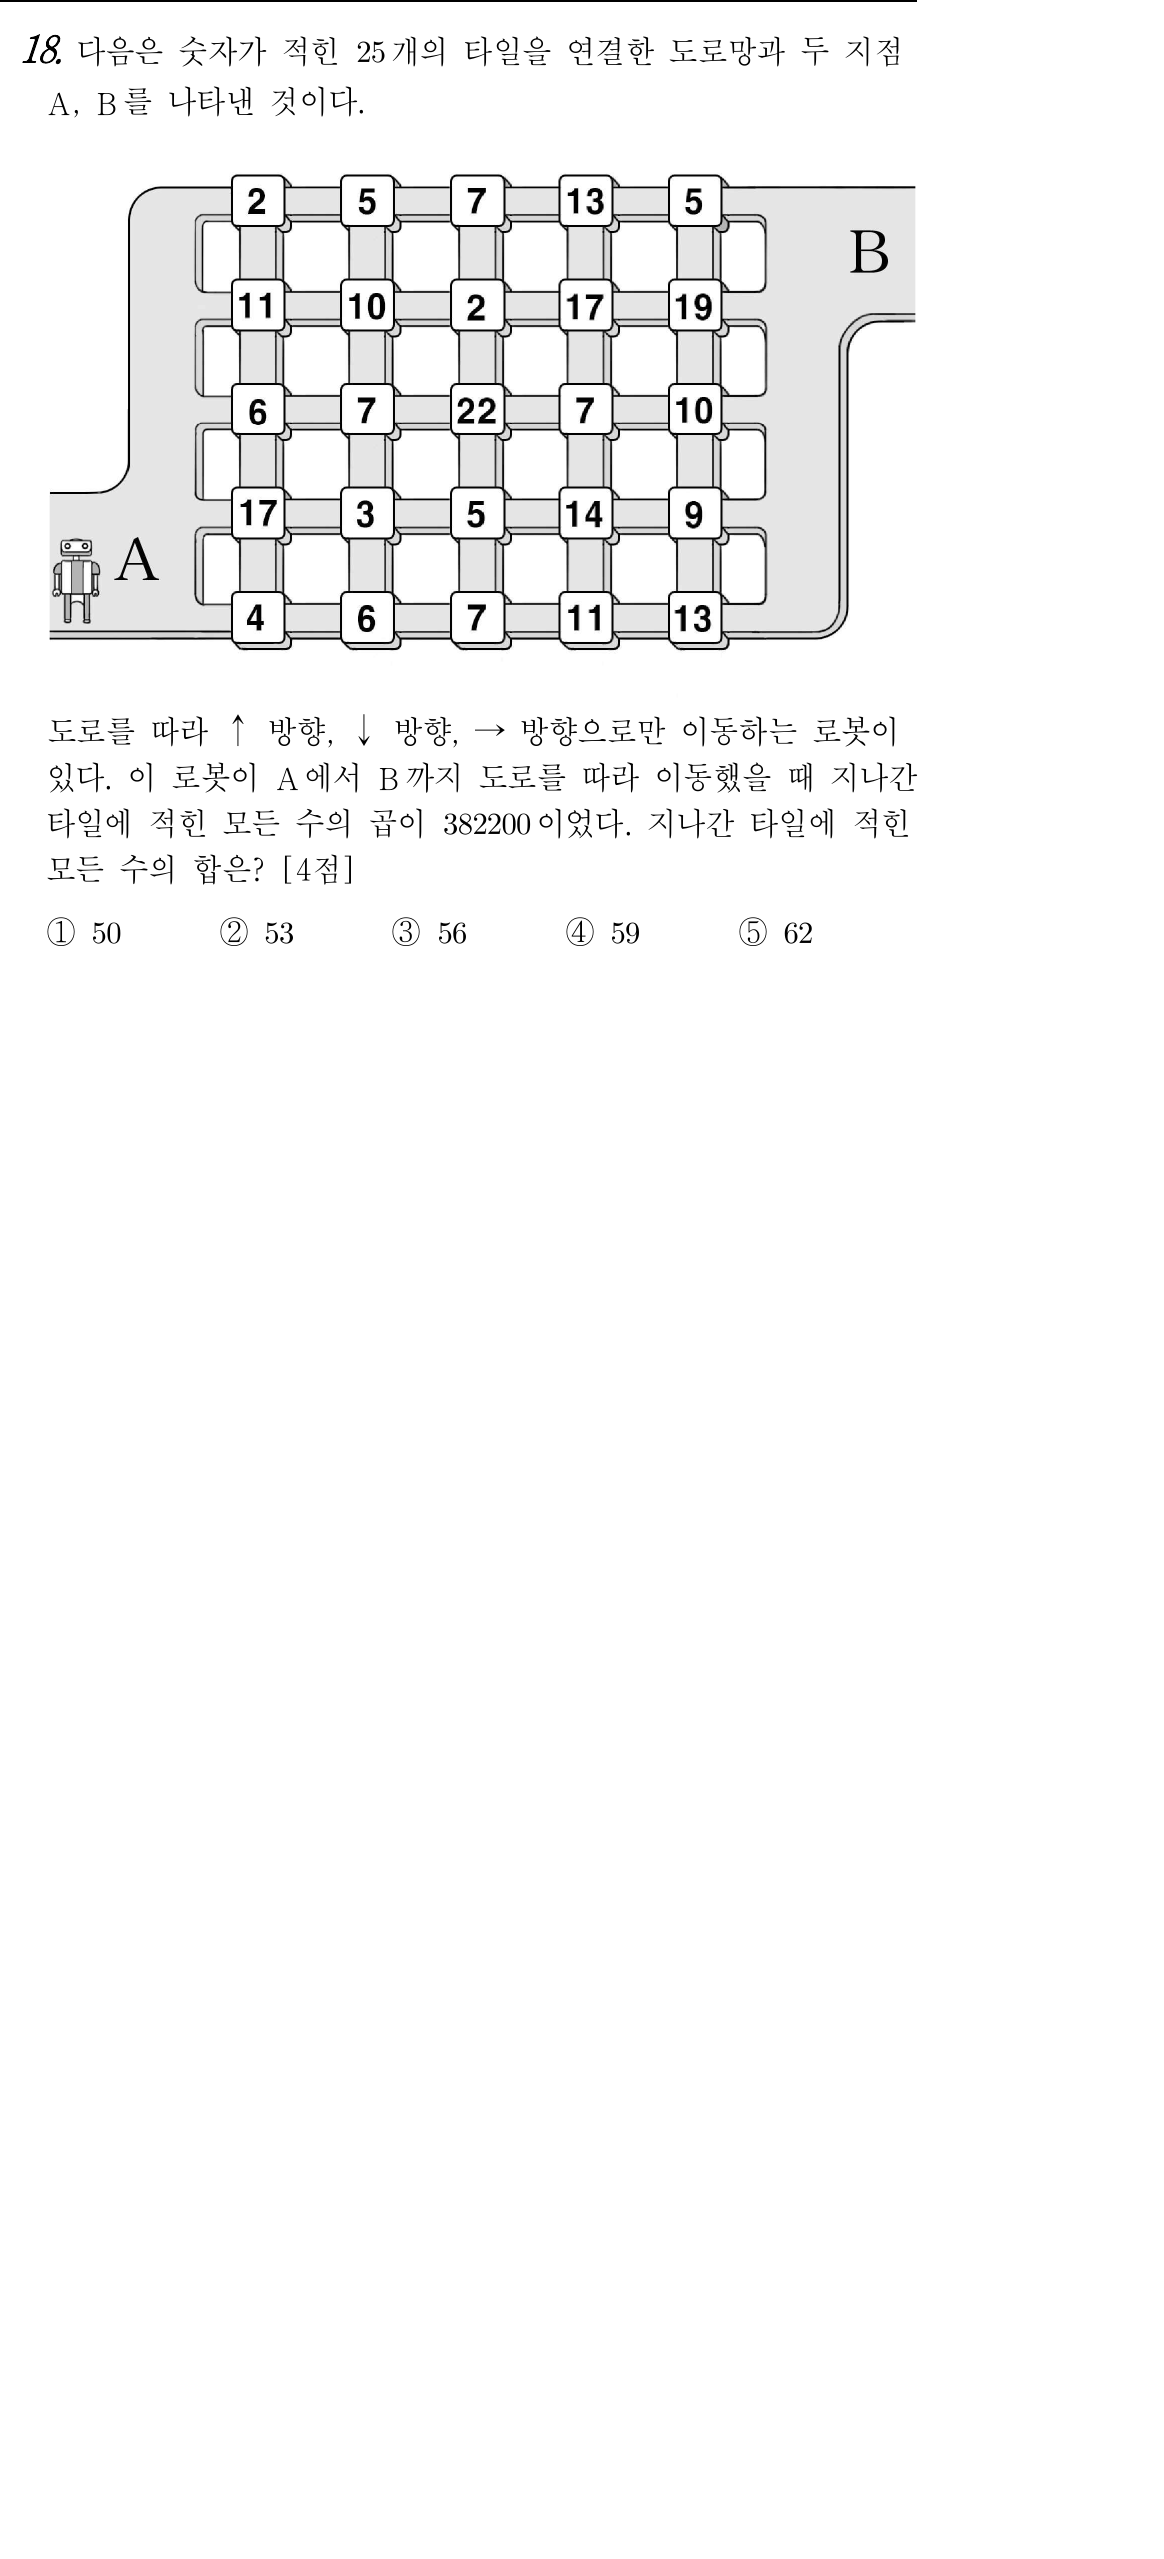 18. 다음은 숫자가 적힌 25개의 타일을 연결한 도로망과 두 지점
A, B를 나타낸 것이다.
2 5 7 13 5
B
11 10 2 17 19
6 7 22 7 10
17 3 5 14 9
A
4 6 7 11 13
도로를 따라 ↑ 방향, ↓ 방향, → 방향으로만 이동하는 로봇이
있다. 이 로봇이 A에서 B까지 도로를 따라 이동했을 때 지나간
타일에 적힌 모든 수의 곱이 382200이었다. 지나간 타일에 적힌
모든 수의 합은? [4점]
① 50 ② 53 ③ 56 ④ 59 ⑤ 62